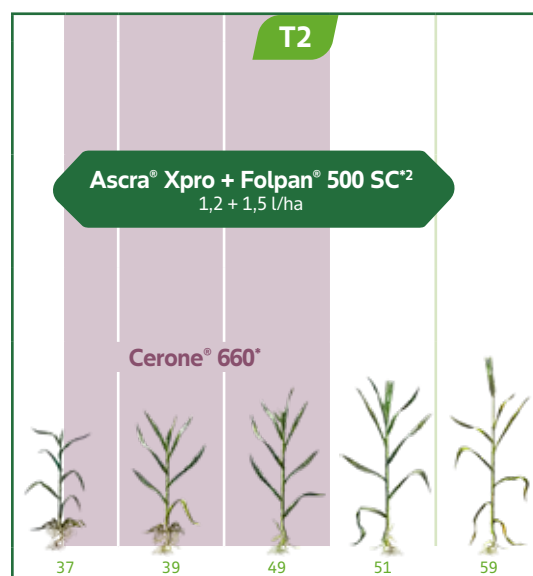 T2
Ascra® Xpro + Folpan® 500 SC*²
1,2 + 1,5 l/ha
Cerone® 660*
37 39 49 51 59